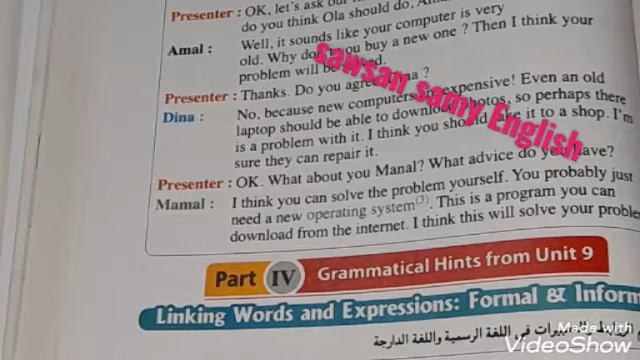 Presenter : OK, let's ask our
do you think Ola should do,
Amal : Well, it sounds like your computer is very
old. Why don't you buy a new one ? Then I think your
problem will be
Presenter : Thanks. Do you agree ?
Dina : No, because new computers expensive! Even an old
laptop should be able to download photos, so perhaps there
is a problem with it. I think you should it to a shop. I'm
sure they can repair it.
Presenter : OK. What about you Manal? What advice do you have?
Mamal : I think you can solve the problem yourself. You probably just
need a new operating system(3). This is a program you can
download from the internet. I think this will solve your
sawsan samy English
Part IV Grammatical Hints from Unit 9
Linking Words and Expressions: Formal &
فى اللغة الرسمية واللغة الدارجة
Made with
VideoShow